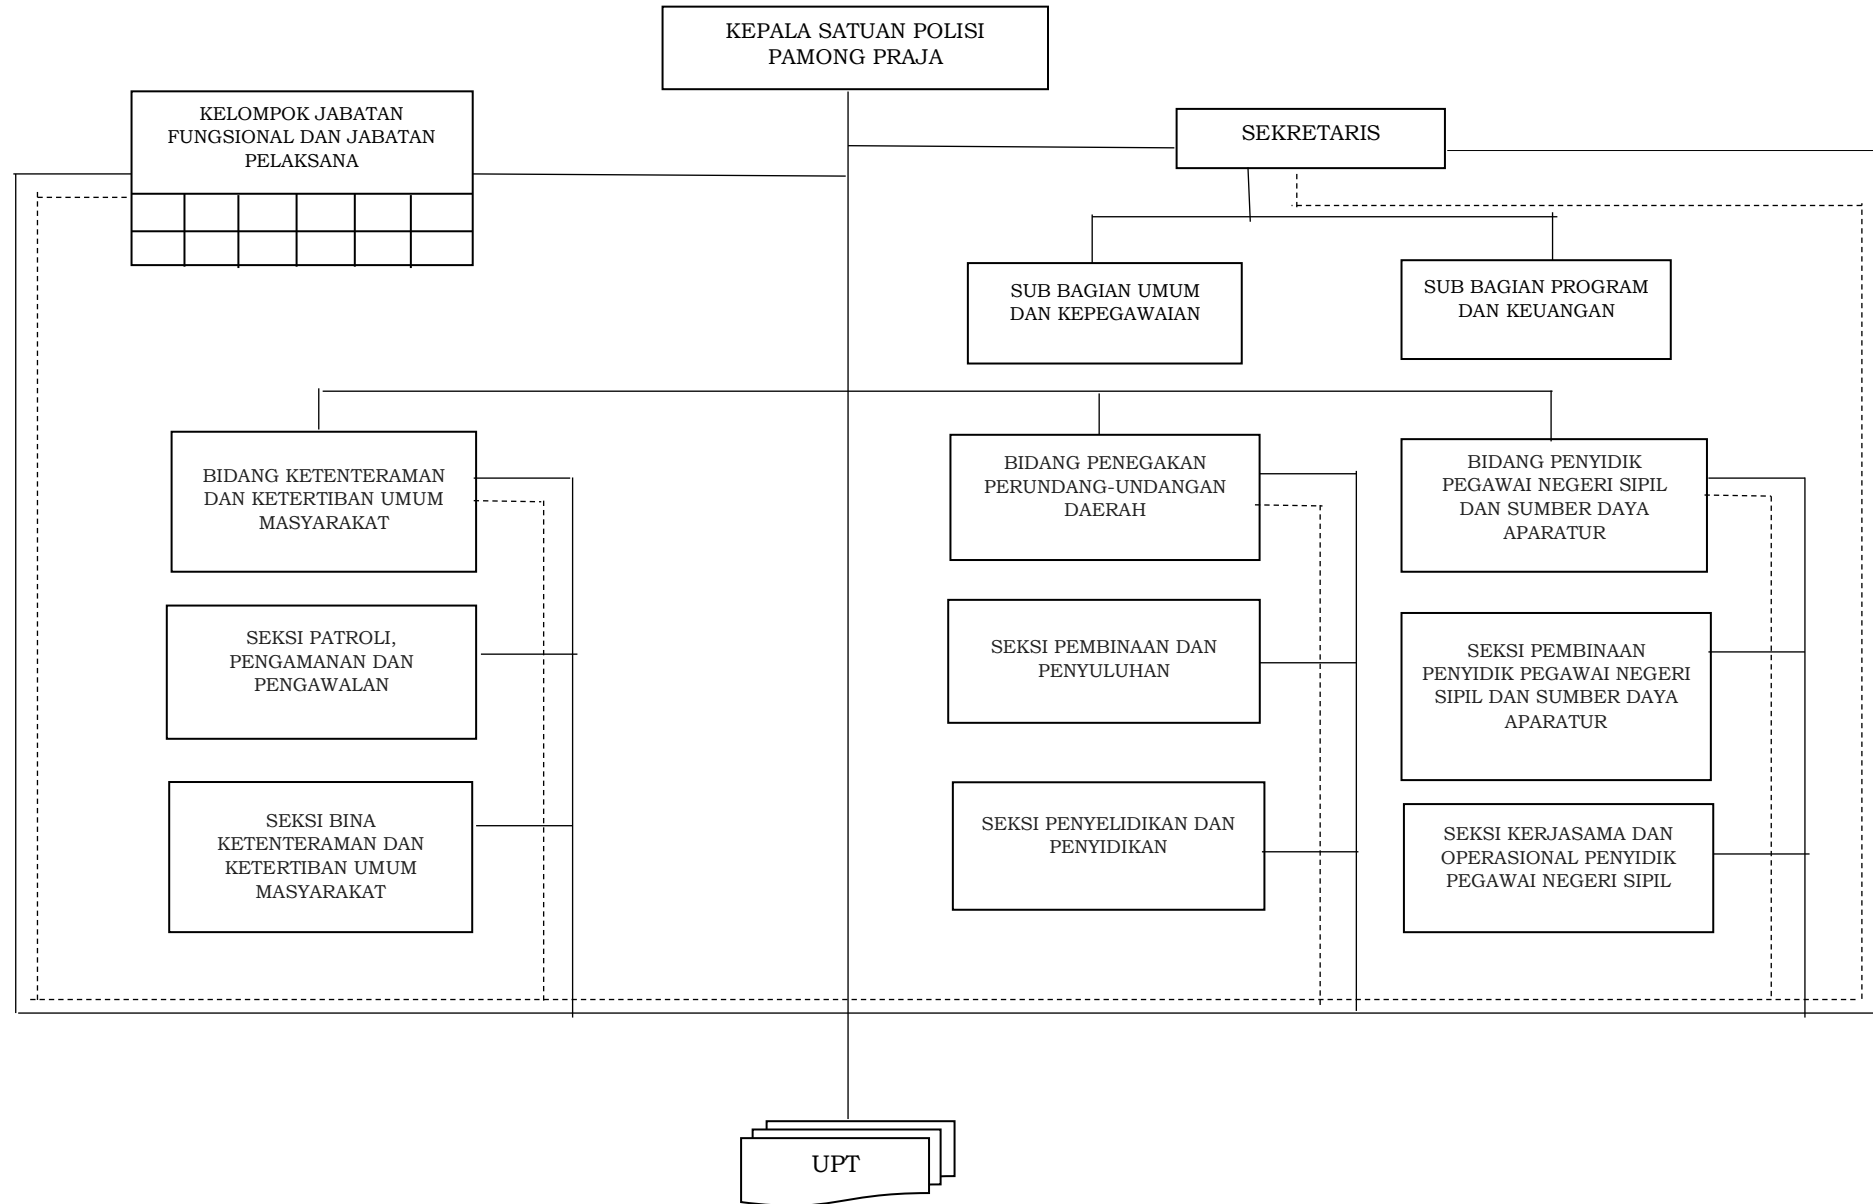 KEPALA SATUAN POLISI
PAMONG PRAJA
KELOMPOK JABATAN
FUNGSIONAL DAN JABATAN
PELAKSANA
SEKRETARIS
SUB BAGIAN UMUM
DAN KEPEGAWAIAN
SUB BAGIAN PROGRAM
DAN KEUANGAN
BIDANG KETENTERAMAN
DAN KETERTIBAN UMUM
MASYARAKAT
BIDANG PENEGAKAN
PERUNDANG-UNDANGAN
DAERAH
BIDANG PENYIDIK
PEGAWAI NEGERI SIPIL
DAN SUMBER DAYA
APARATUR
SEKSI PATROLI,
PENGAMANAN DAN
PENGAWALAN
SEKSI PEMBINAAN DAN
PENYULUHAN
SEKSI PEMBINAAN
PENYIDIK PEGAWAI NEGERI
SIPIL DAN SUMBER DAYA
APARATUR
SEKSI BINA
KETENTERAMAN DAN
KETERTIBAN UMUM
MASYARAKAT
SEKSI PENYELIDIKAN DAN
PENYIDIKAN
SEKSI KERJASAMA DAN
OPERASIONAL PENYIDIK
PEGAWAI NEGERI SIPIL
UPT